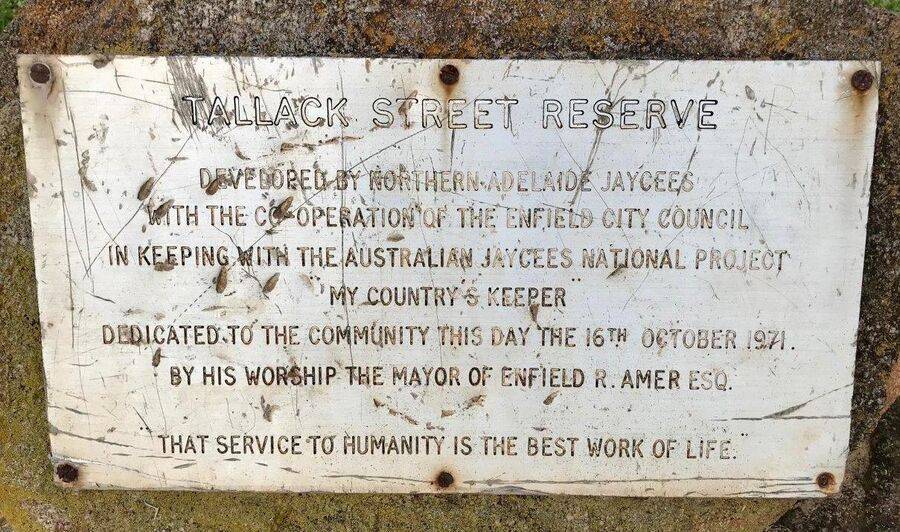 TALLACK STREET RESERVE
DEVELOPED BY NORTHERN ADELAIDE JAYCEES
WITH THE CO-OPERATION OF THE ENFIELD CITY COUNCIL
IN KEEPING WITH THE AUSTRALIAN JAYCEES NATIONAL PROJECT
"MY COUNTRY'S KEEPER"
DEDICATED TO THE COMMUNITY THIS DAY THE 16TH OCTOBER 1971.
BY HIS WORSHIP THE MAYOR OF ENFIELD R. AMER ESQ.
"THAT SERVICE TO HUMANITY IS THE BEST WORK OF LIFE."